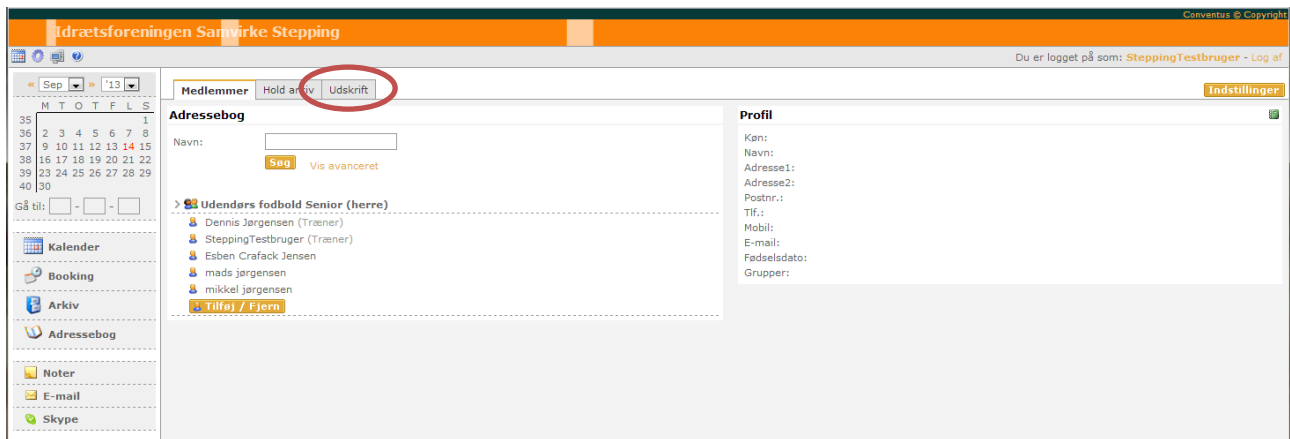 Conventus © Copyright
Idrætsforeningen Samvirke Stepping
Du er logget på som: SteppingTestbruger - Log af
« Sep » '13
M T O T F L S
35 1
36 2 3 4 5 6 7 8
37 9 10 11 12 13 14 15
38 16 17 18 19 20 21 22
39 23 24 25 26 27 28 29
40 30
Gå til: - -
Kalender
Booking
Arkiv
Adressebog
Noter
E-mail
Skype
Medlemmer Hold arkiv Udskrift
Indstillinger
Adressebog
Navn:
Søg Vis avanceret
> Udendørs fodbold Senior (herre)
Dennis Jørgensen (Træner)
SteppingTestbruger (Træner)
Esben Crafack Jensen
mads jørgensen
mikkel jørgensen
Tilføj / Fjern
Profil
Køn:
Navn:
Adresse1:
Adresse2:
Postnr.:
Tlf.:
Mobil:
E-mail:
Fødselsdato:
Grupper: